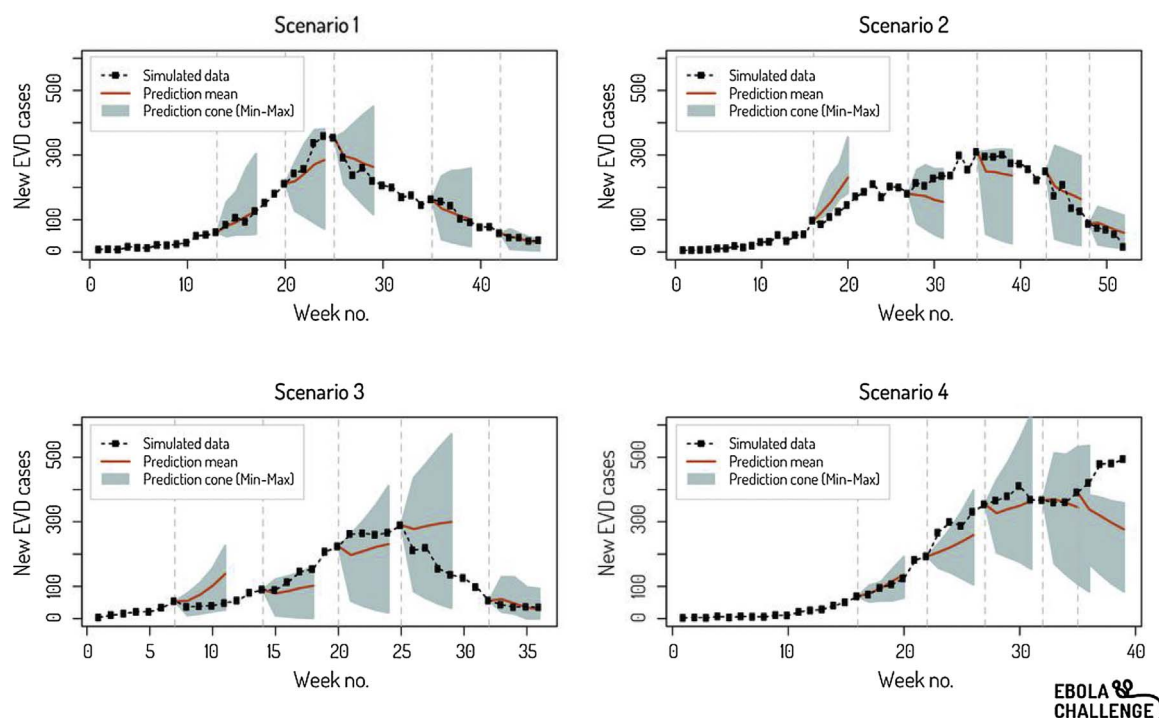 Scenario 1
Simulated data
Prediction mean
Prediction cone (Min-Max)
New EVD cases
500
300
100
0
0 10 20 30 40
Week no.
Scenario 2
Simulated data
Prediction mean
Prediction cone (Min-Max)
New EVD cases
500
300
100
0
0 10 20 30 40 50
Week no.
Scenario 3
Simulated data
Prediction mean
Prediction cone (Min-Max)
New EVD cases
500
300
100
0
0 5 10 15 20 25 30 35
Week no.
Scenario 4
Simulated data
Prediction mean
Prediction cone (Min-Max)
New EVD cases
500
300
100
0
0 10 20 30 40
Week no.
EBOLA
CHALLENGE